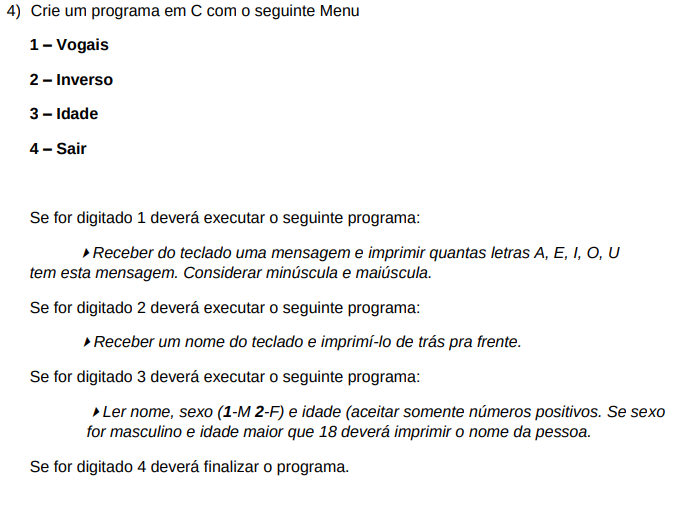 4) Crie um programa em C com o seguinte Menu
1 – Vogais
2 – Inverso
3 – Idade
4 – Sair
Se for digitado 1 deverá executar o seguinte programa:
Receber do teclado uma mensagem e imprimir quantas letras A, E, I, O, U
tem esta mensagem. Considerar minúscula e maiúscula.
Se for digitado 2 deverá executar o seguinte programa:
Receber um nome do teclado e imprimí-lo de trás pra frente.
Se for digitado 3 deverá executar o seguinte programa:
Ler nome, sexo (1-M 2-F) e idade (aceitar somente números positivos. Se sexo
for masculino e idade maior que 18 deverá imprimir o nome da pessoa.
Se for digitado 4 deverá finalizar o programa.